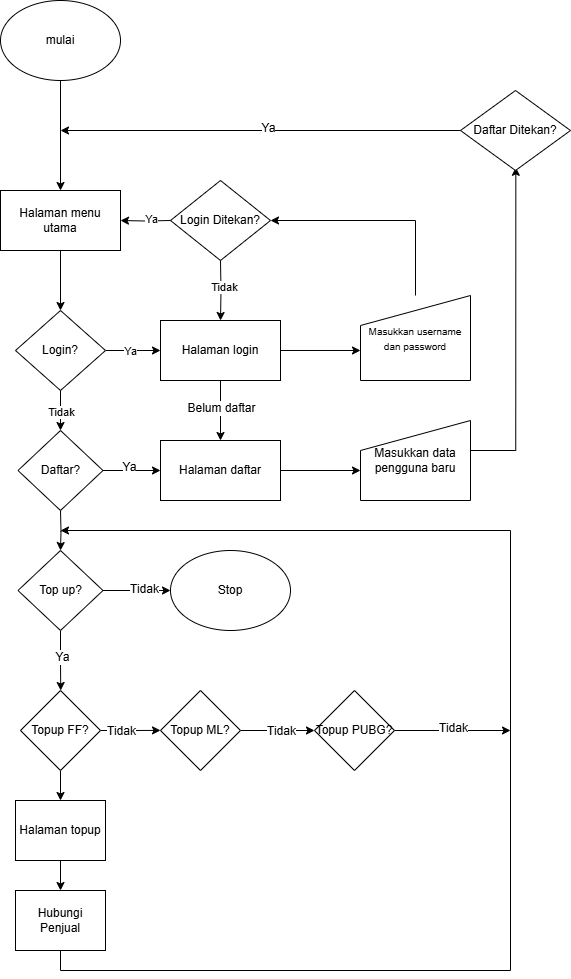 mulai
Daftar Ditekan?
Ya
Halaman menu
utama
Login Ditekan?
Ya
Tidak
Masukkan username
dan password
Login?
Ya
Halaman login
Tidak
Belum daftar
Daftar?
Ya
Halaman daftar
Masukkan data
pengguna baru
Top up?
Tidak
Stop
Ya
Topup FF?
Tidak
Topup ML?
Tidak
Topup PUBG?
Tidak
Halaman topup
Hubungi
Penjual